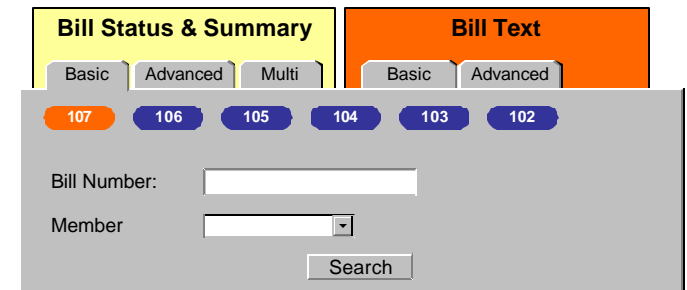 Bill Status & Summary Bill Text
Basic Advanced Multi Basic Advanced
107 106 105 104 103 102
Bill Number:
Member
Search